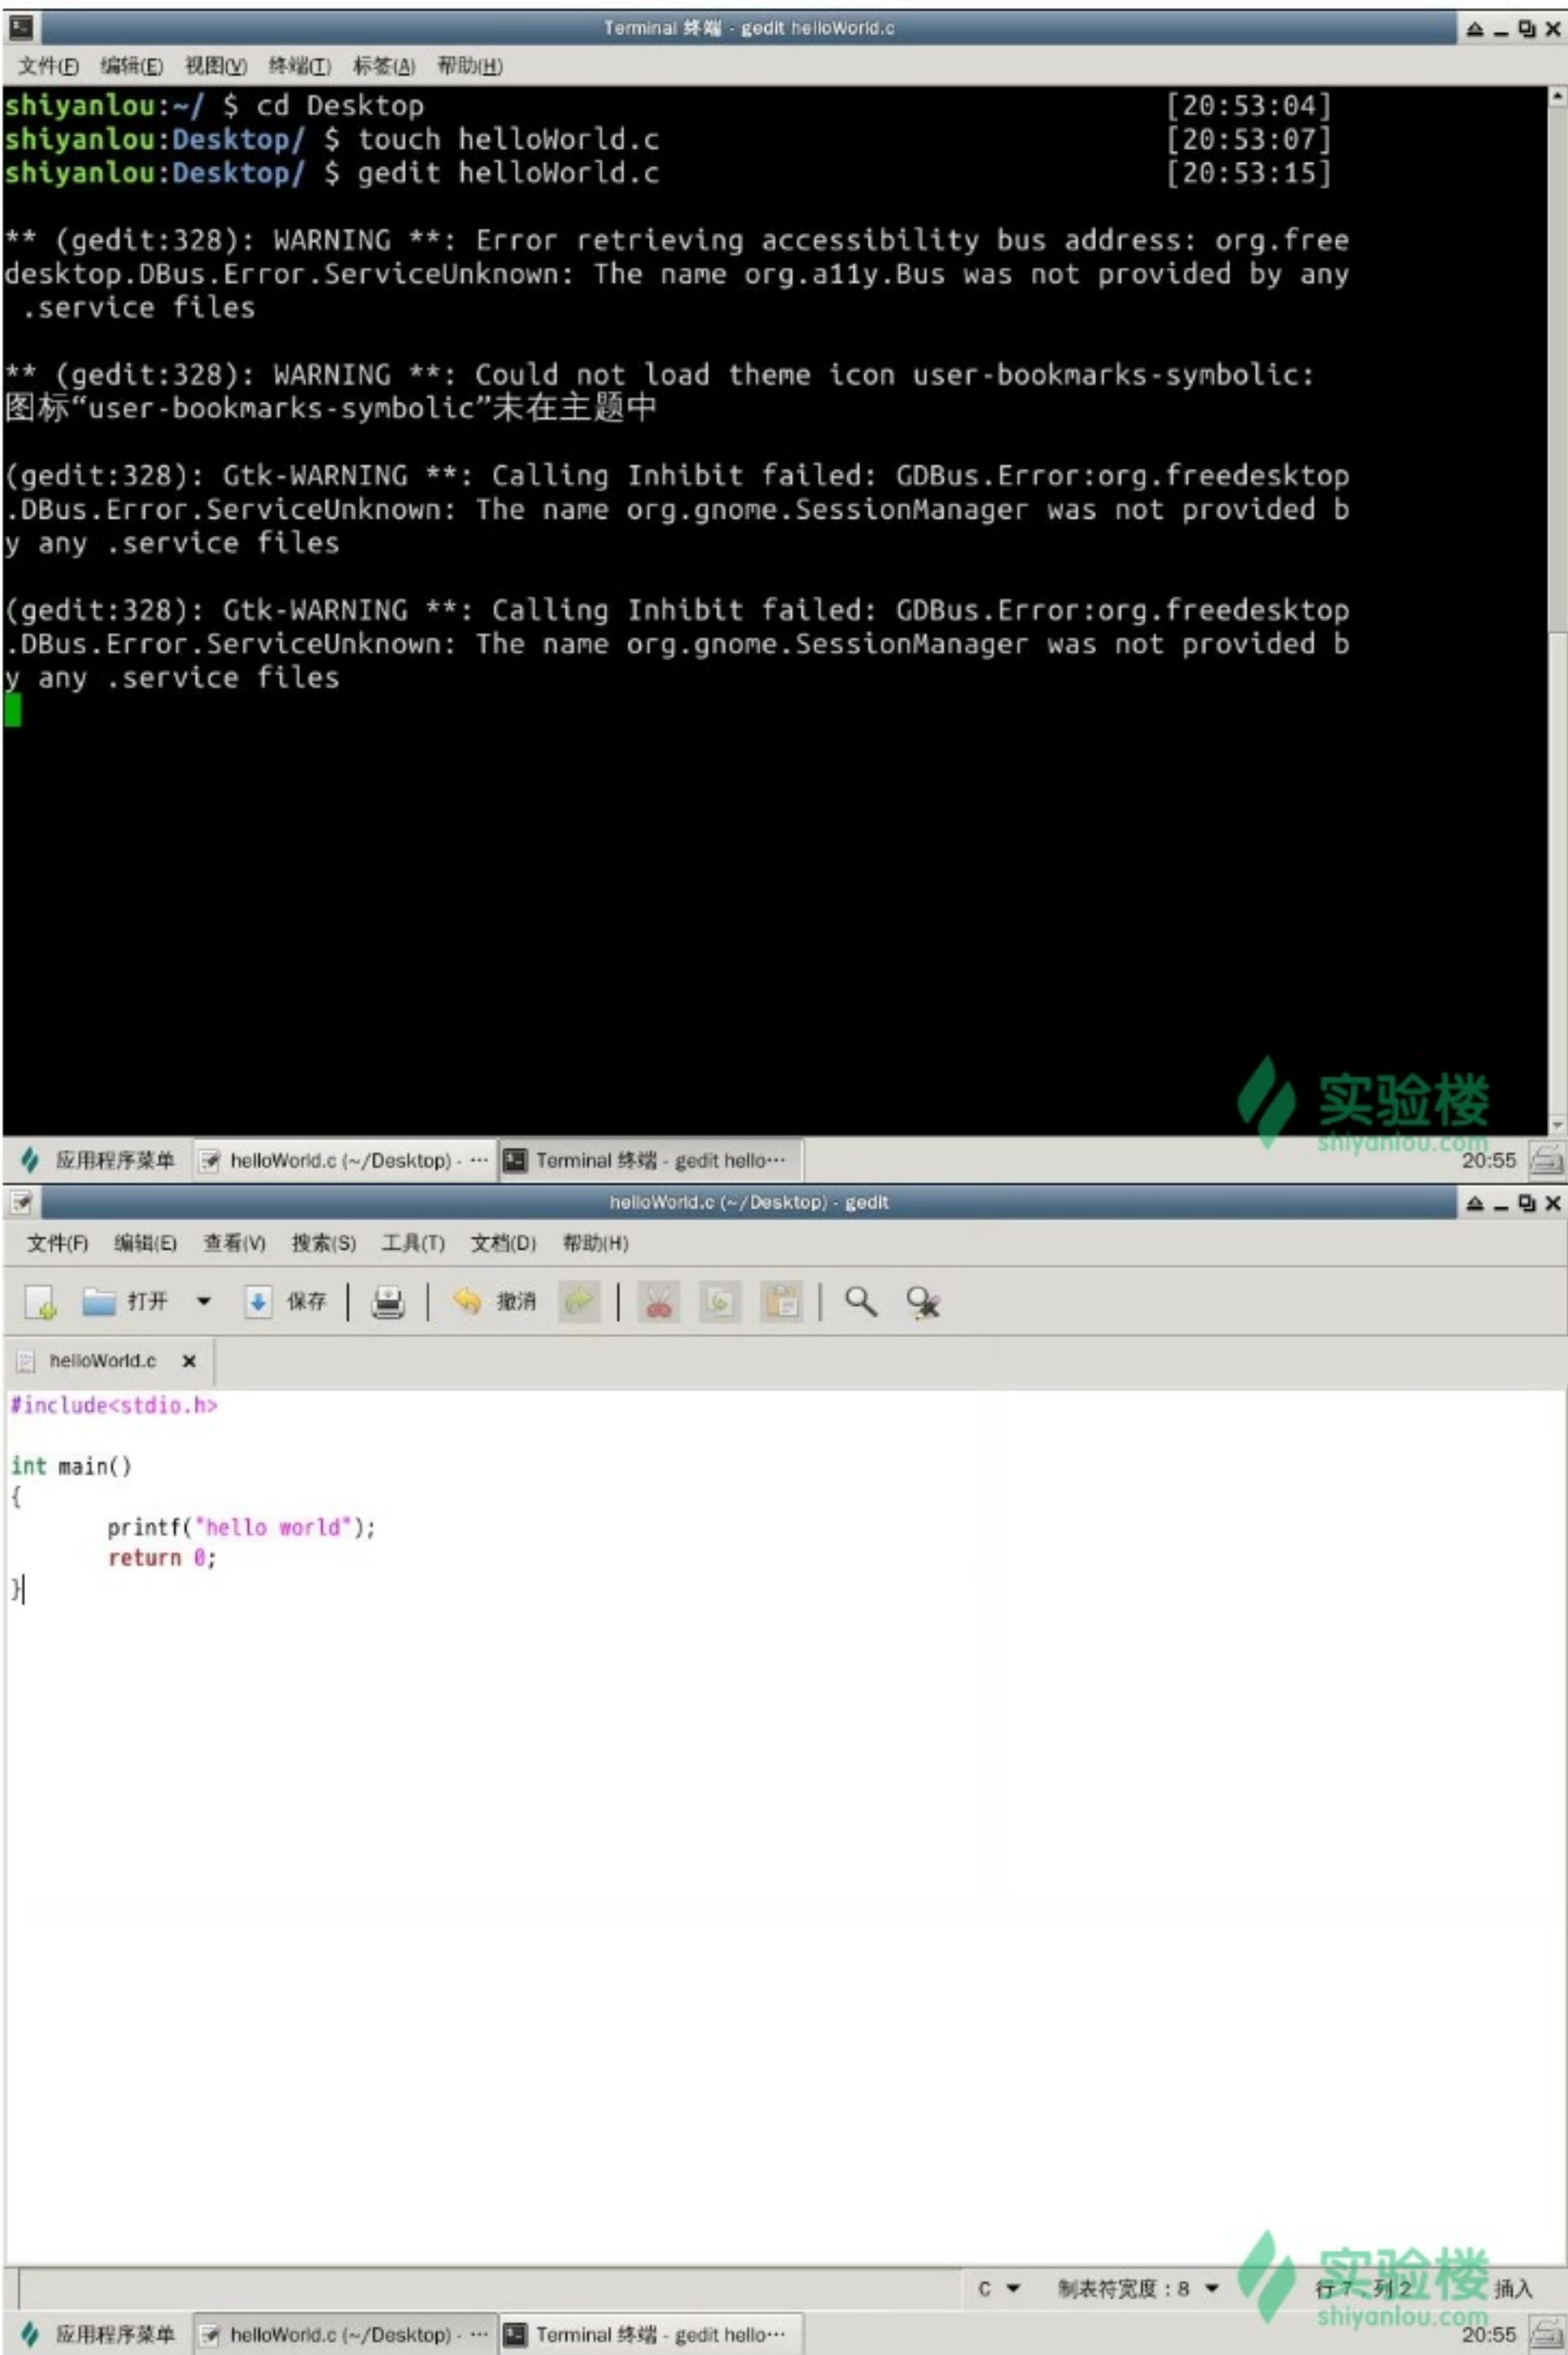 Terminal 终端 - gedit helloWorld.c
文件(F) 编辑(E) 视图(V) 终端(T) 标签(A) 帮助(H)
shiyanlou:~/ $ cd Desktop [20:53:04]
shiyanlou:Desktop/ $ touch helloWorld.c [20:53:07]
shiyanlou:Desktop/ $ gedit helloWorld.c [20:53:15]
** (gedit:328): WARNING **: Error retrieving accessibility bus address: org.free
desktop.DBus.Error.ServiceUnknown: The name org.a11y.Bus was not provided by any
.service files
** (gedit:328): WARNING **: Could not load theme icon user-bookmarks-symbolic:
图标“user-bookmarks-symbolic”未在主题中
(gedit:328): Gtk-WARNING **: Calling Inhibit failed: GDBus.Error:org.freedesktop
.DBus.Error.ServiceUnknown: The name org.gnome.SessionManager was not provided b
y any .service files
(gedit:328): Gtk-WARNING **: Calling Inhibit failed: GDBus.Error:org.freedesktop
.DBus.Error.ServiceUnknown: The name org.gnome.SessionManager was not provided b
y any .service files
实验楼
shiyanlou.com
应用程序菜单 helloWorld.c (~/Desktop) - ··· Terminal 终端 - gedit hello··· 20:55
helloWorld.c (~/Desktop) - gedit
文件(F) 编辑(E) 查看(V) 搜索(S) 工具(T) 文档(D) 帮助(H)
打开 保存 撤消
helloWorld.c
#include<stdio.h>
int main()
{
printf("hello world");
return 0;
}
实验楼
C 制表符宽度：8 行 7，列 2 插入
shiyanlou.com
应用程序菜单 helloWorld.c (~/Desktop) - ··· Terminal 终端 - gedit hello··· 20:55